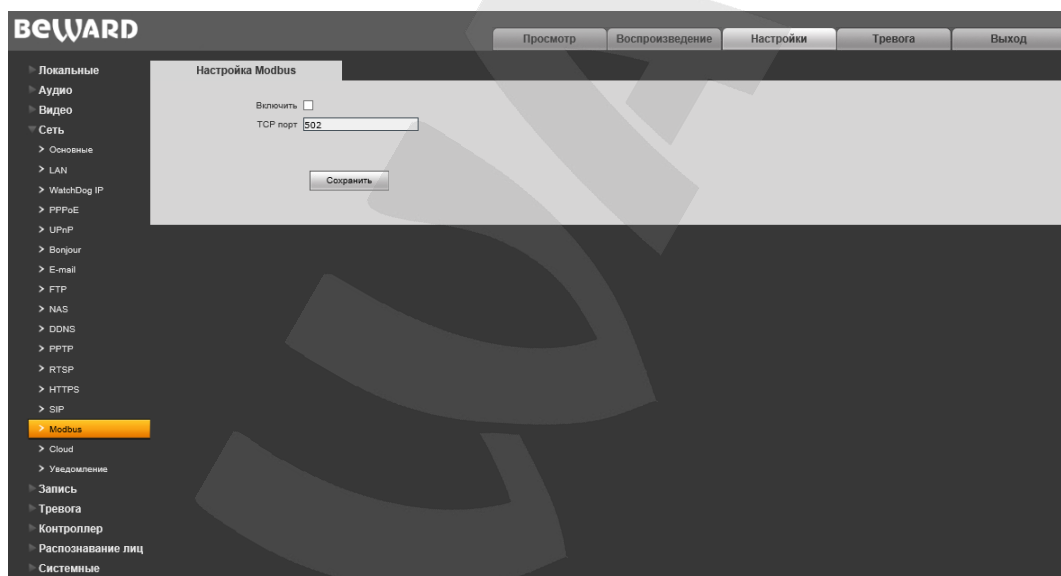 BEWARD
Просмотр Воспроизведение Настройки Тревога Выход
Локальные
Аудио
Видео
Сеть
Основные
LAN
WatchDog IP
PPPoE
UPnP
Bonjour
E-mail
FTP
NAS
DDNS
PPTP
RTSP
HTTPS
SIP
Modbus
Cloud
Уведомление
Запись
Тревога
Контроллер
Распознавание лиц
Системные
Настройка Modbus
Включить
TCP порт 502
Сохранить